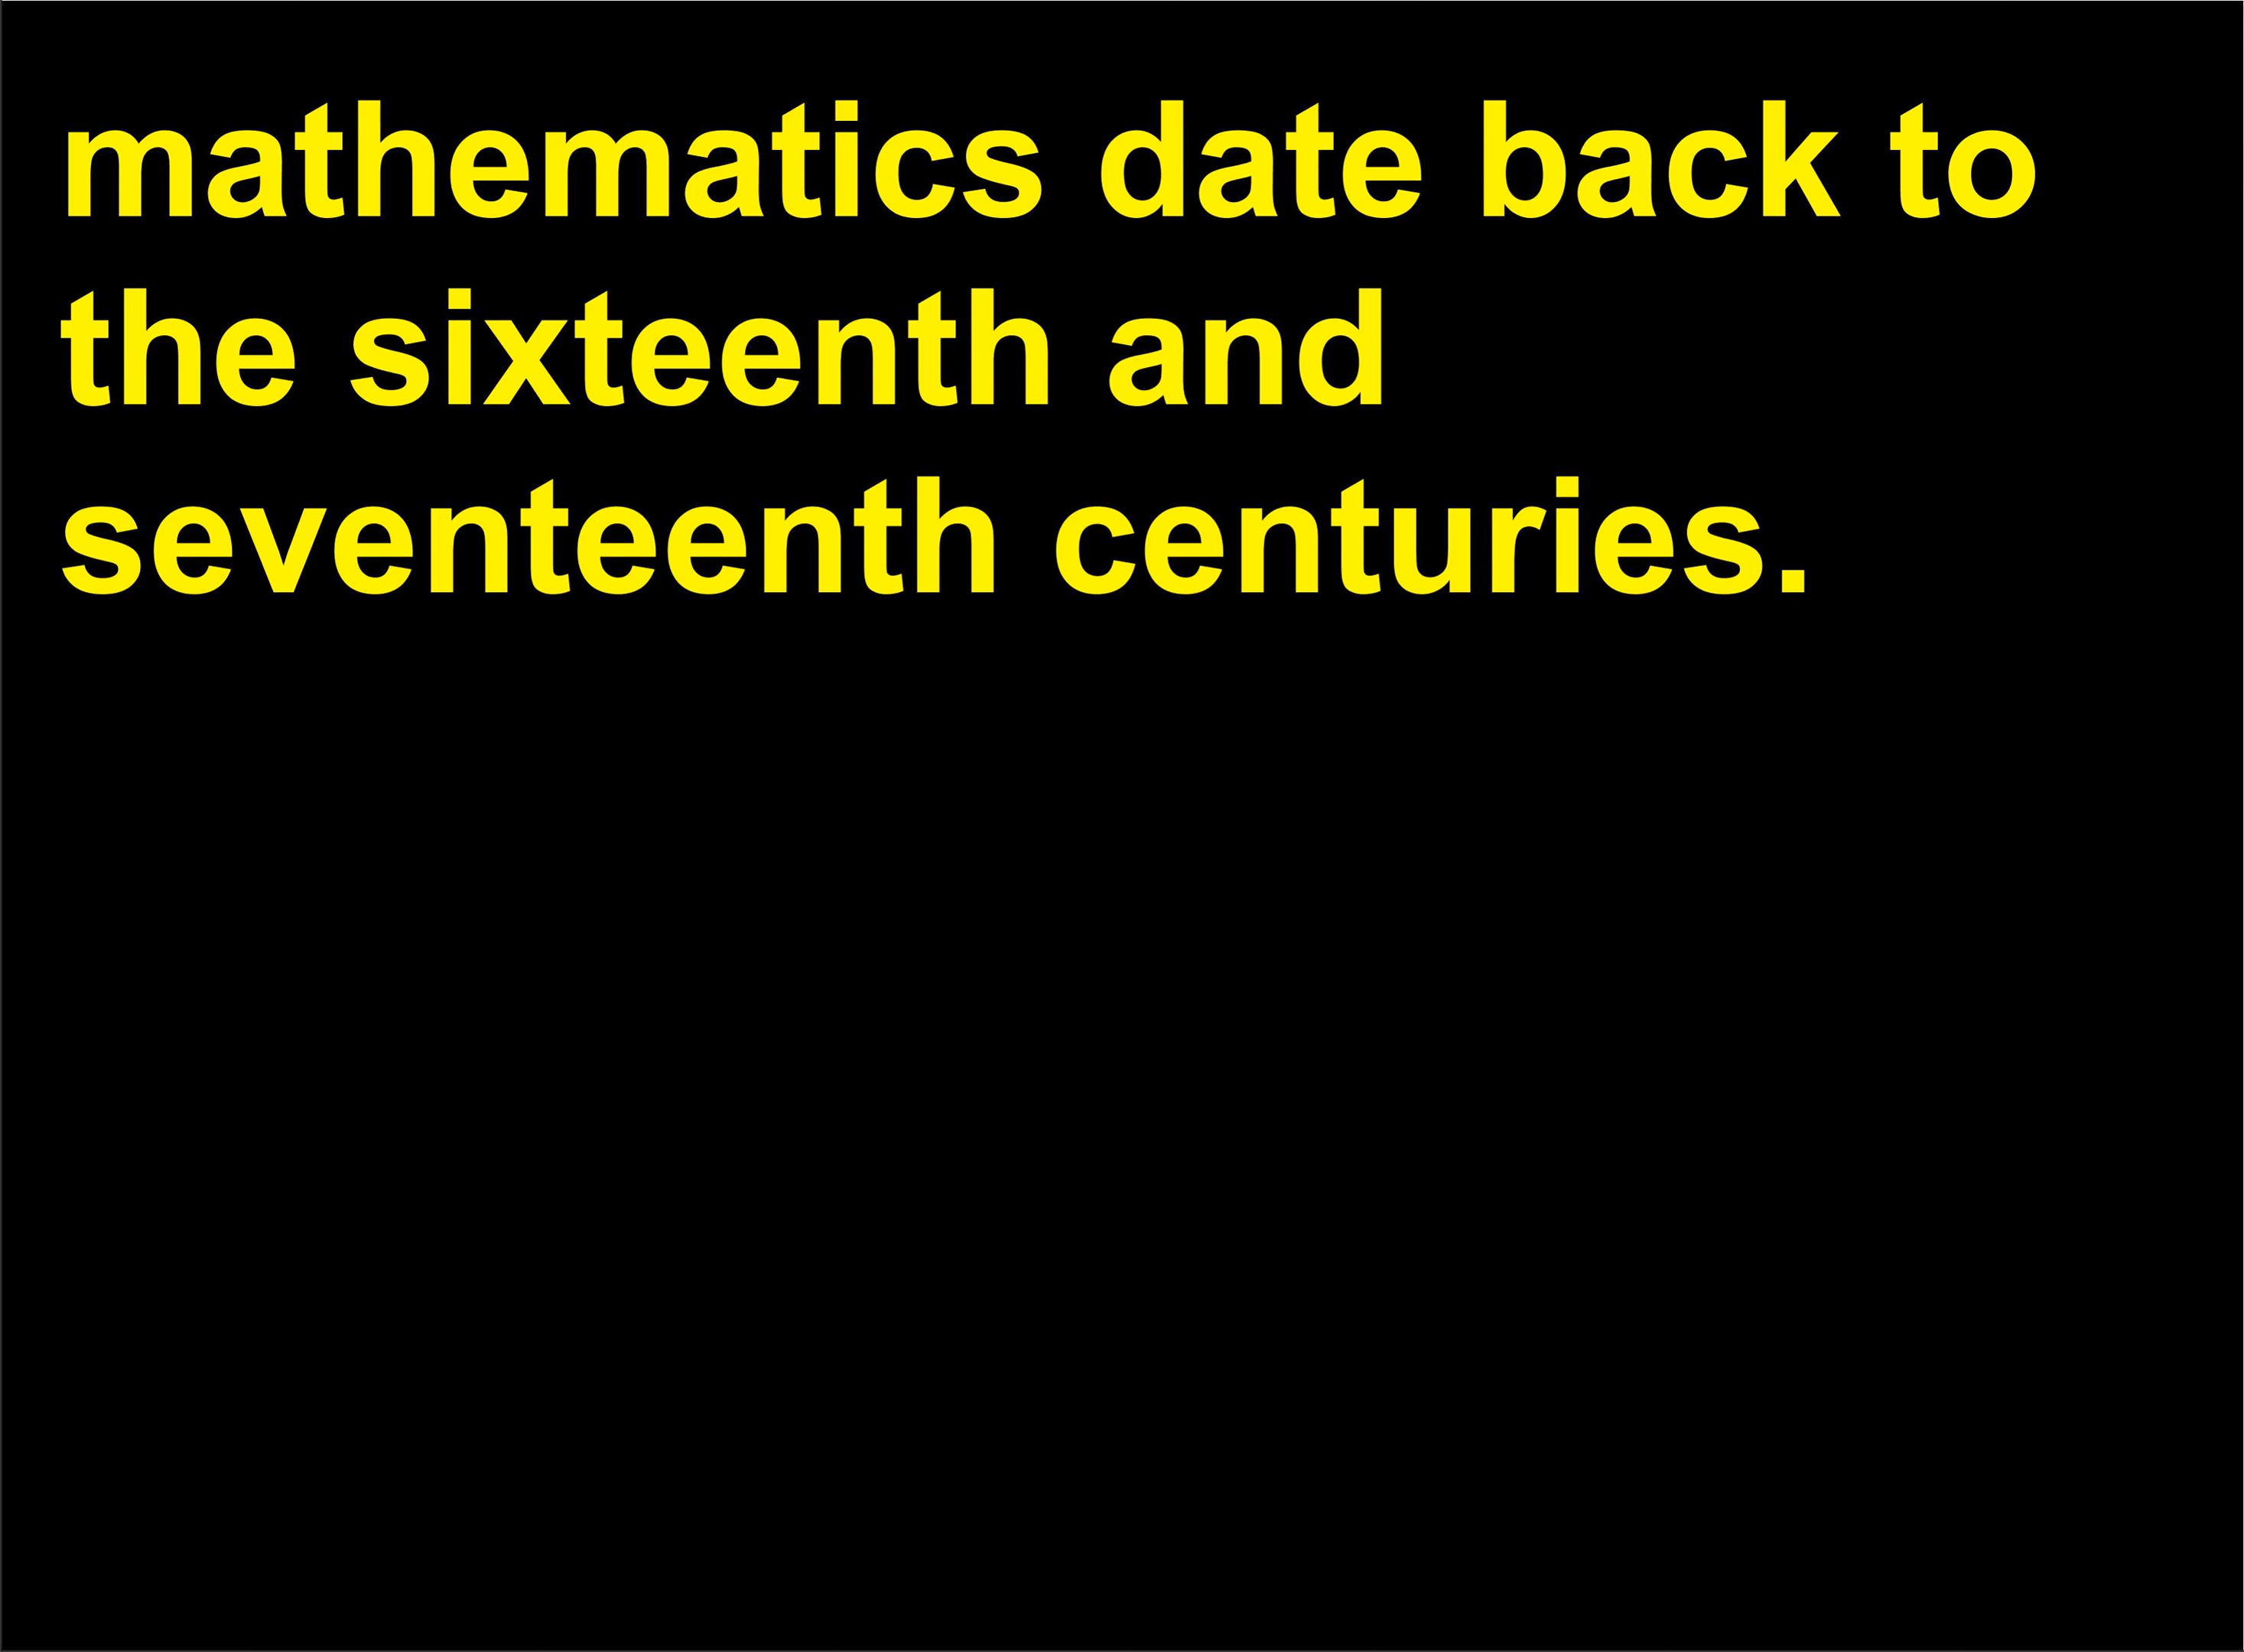 mathematics date back to
the sixteenth and
seventeenth centuries.